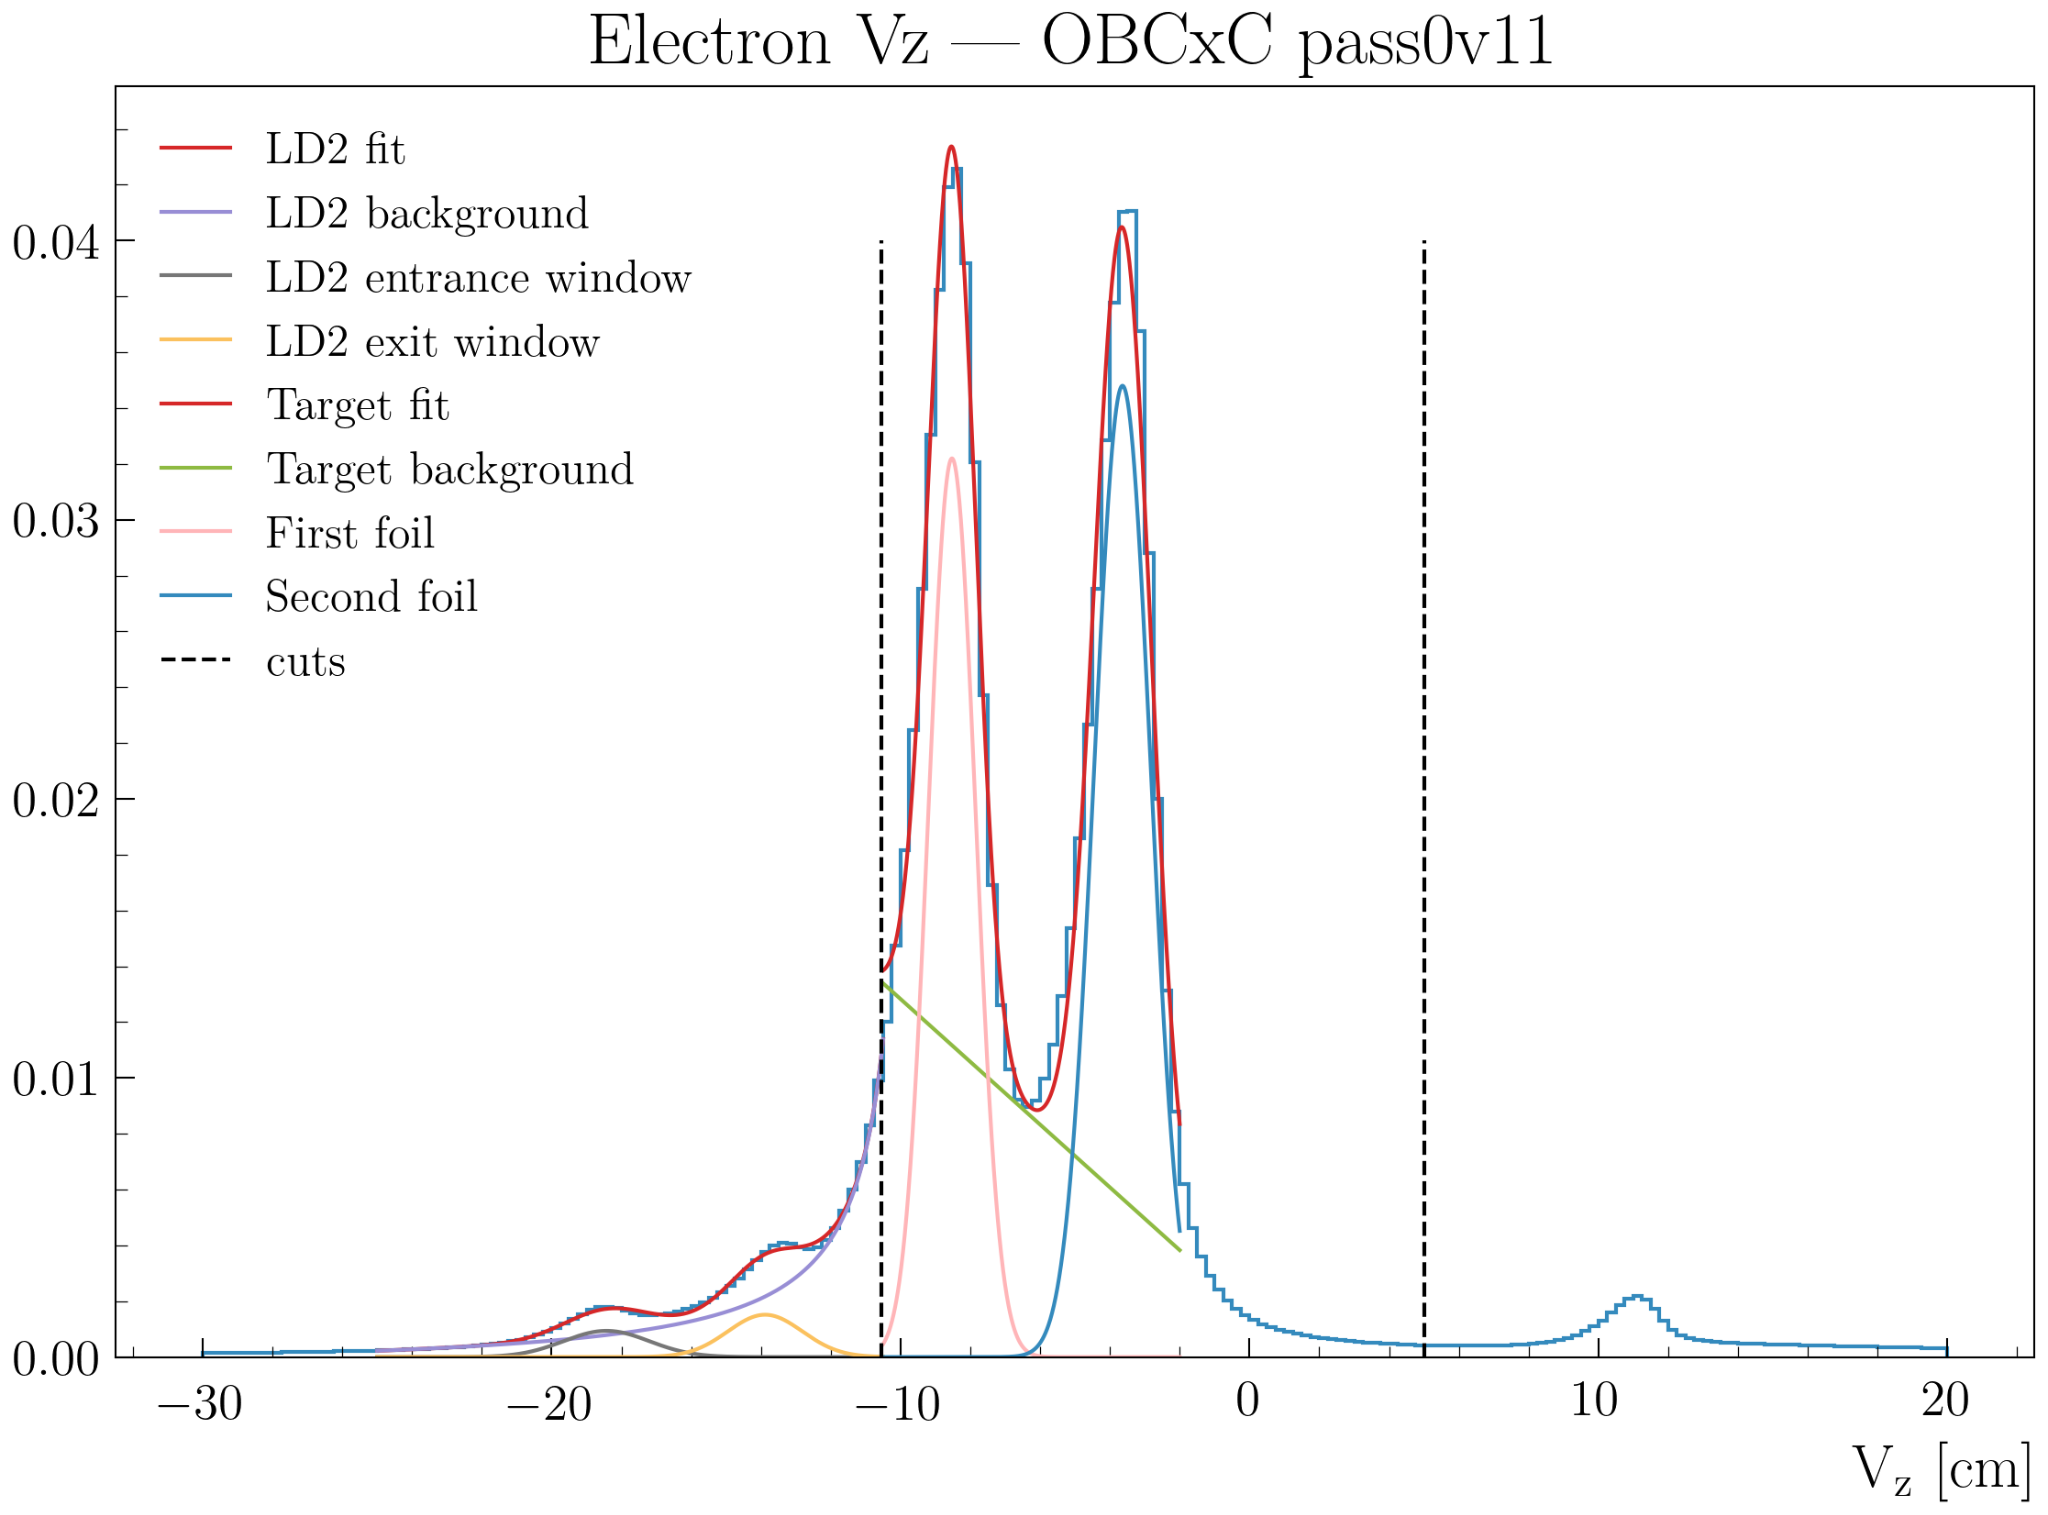 Electron Vz — OBCxC pass0v11
LD2 fit
LD2 background
LD2 entrance window
LD2 exit window
Target fit
Target background
First foil
Second foil
cuts
0.04
0.03
0.02
0.01
0.00
−30 −20 −10 0 10 20
V_z [cm]